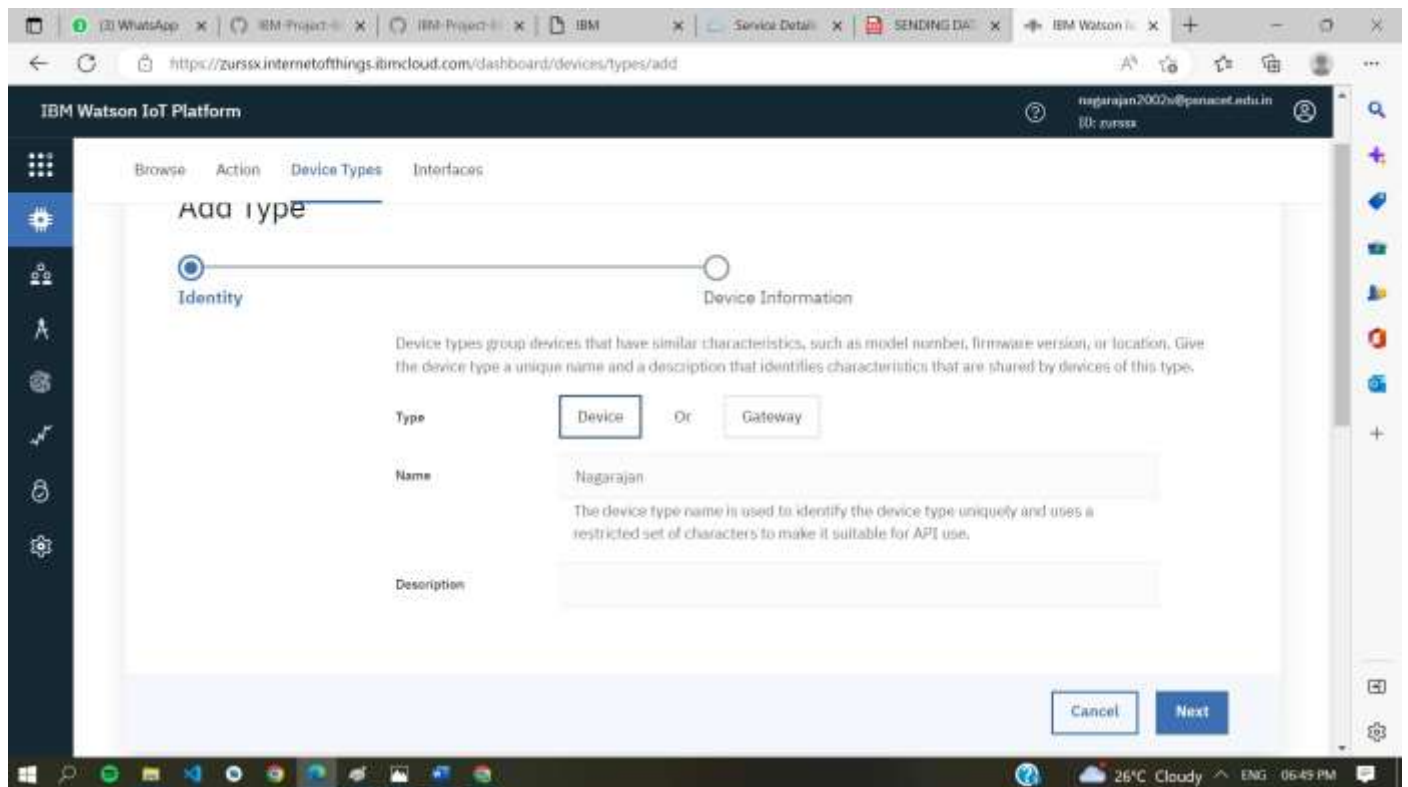 (3) WhatsApp
IBM-Project-
IBM-Project-
IBM
Service Details
SENDING DAT
IBM Watson Io
https://zurssx.internetofthings.ibmcloud.com/dashboard/devices/types/add
IBM Watson IoT Platform
ID: zurssx
Browse Action Device Types Interfaces
Add Type
Identity
Device Information
Device types group devices that have similar characteristics, such as model number, firmware version, or location. Give
the device type a unique name and a description that identifies characteristics that are shared by devices of this type.
Type
Device Or Gateway
Name
Nagarajan
The device type name is used to identify the device type uniquely and uses a
restricted set of characters to make it suitable for API use.
Description
Cancel Next
26°C Cloudy ENG 06:49 PM